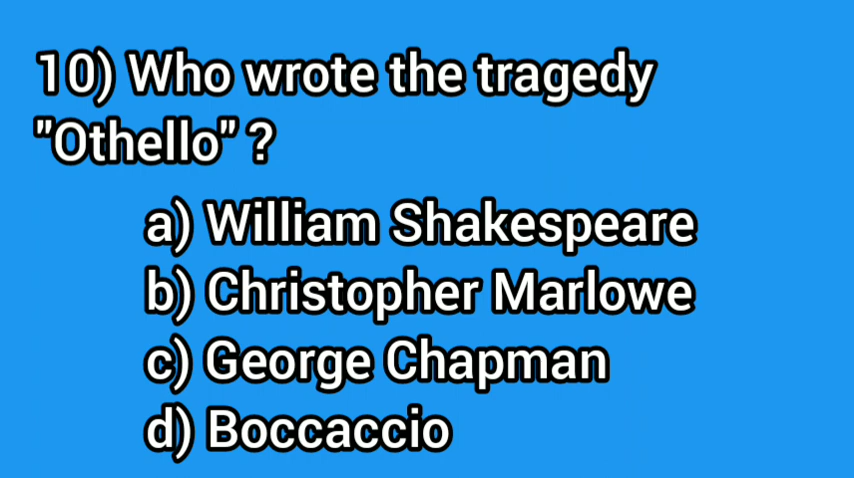 10) Who wrote the tragedy
"Othello" ?
a) William Shakespeare
b) Christopher Marlowe
c) George Chapman
d) Boccaccio